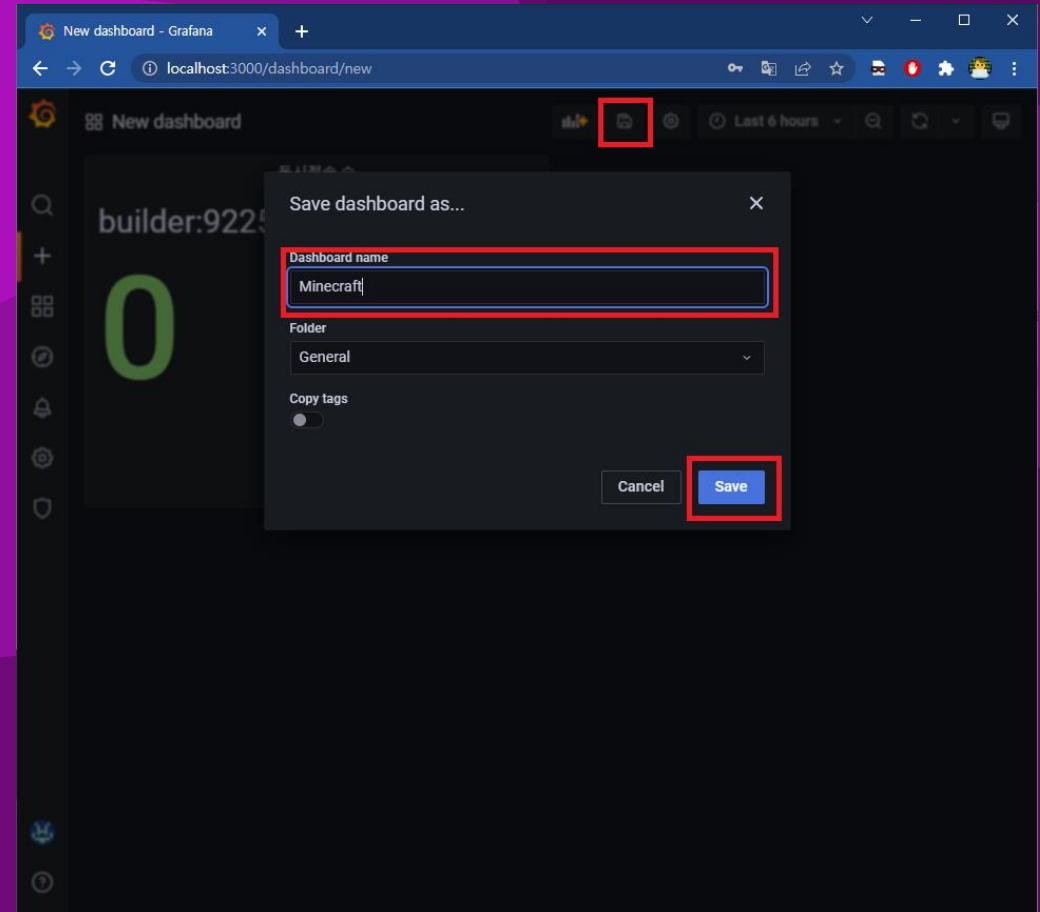 New dashboard - Grafana
localhost:3000/dashboard/new
New dashboard
Last 6 hours
builder:9225
0
Save dashboard as...
Dashboard name
Minecraft
Folder
General
Copy tags
Cancel
Save